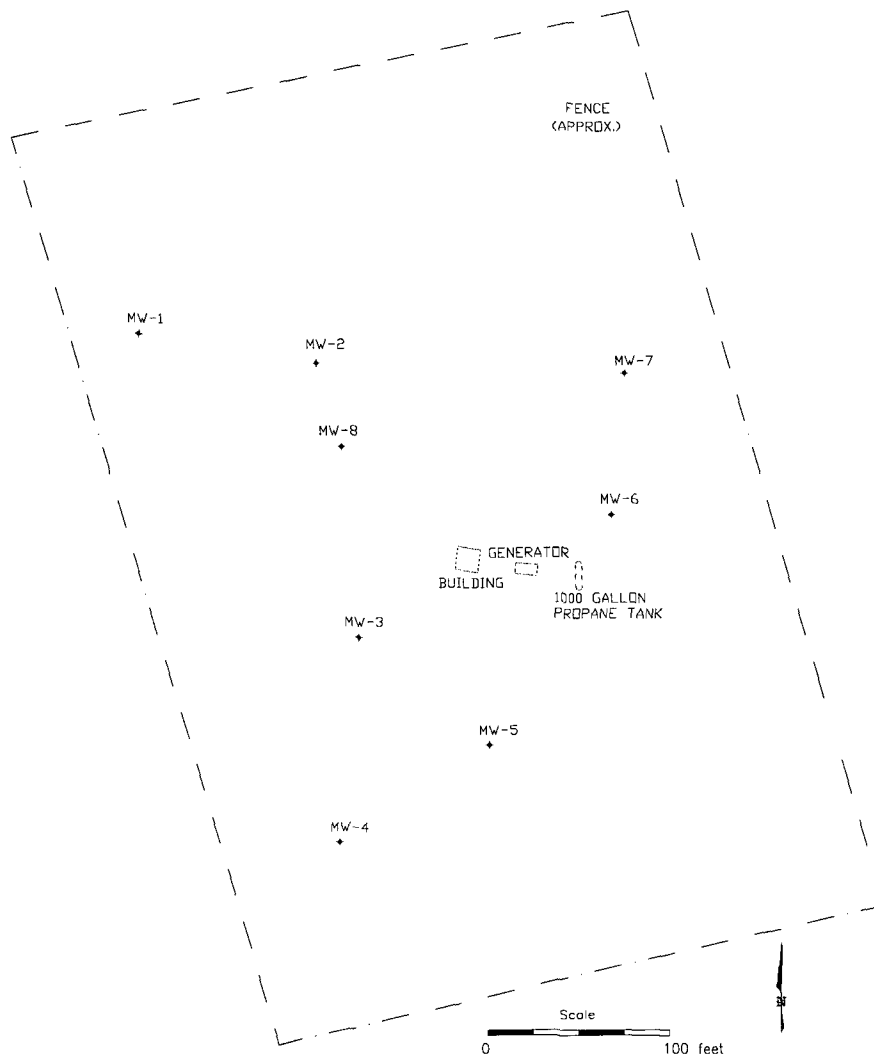 FENCE
(APPROX.)
MW-1
MW-2
MW-7
MW-8
MW-6
GENERATOR
BUILDING
1000 GALLON
PROPANE TANK
MW-3
MW-5
MW-4
Scale
0 100 feet